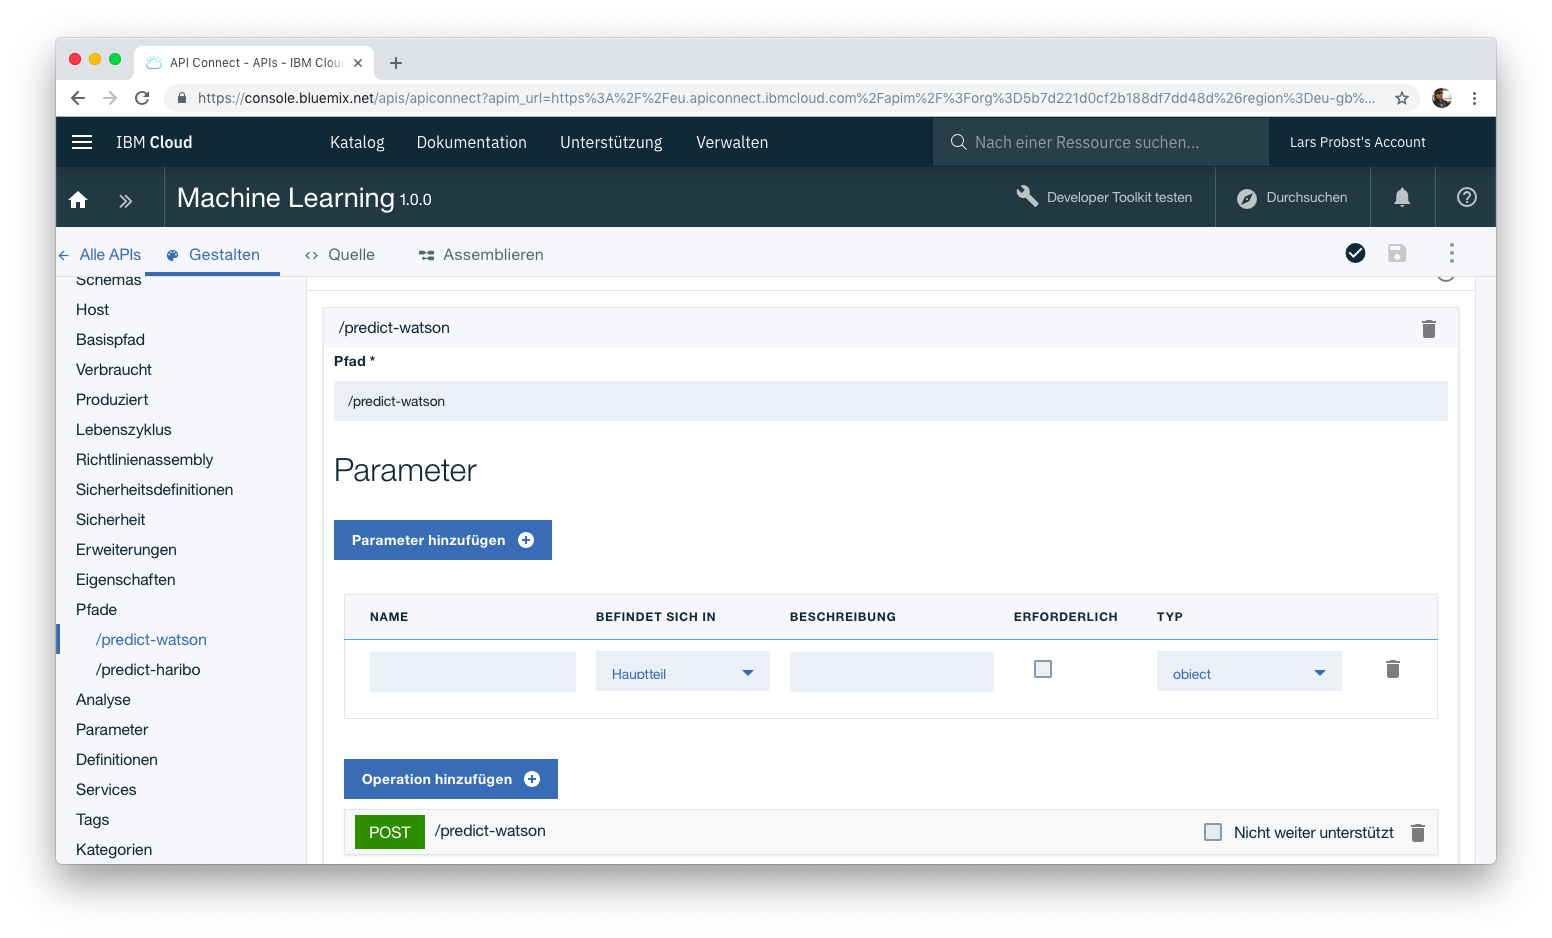 API Connect - APIs - IBM Clou
https://console.bluemix.net/apis/apiconnect?apim_url=https%3A%2F%2Feu.apiconnect.ibmcloud.com%2Fapim%2F%3Forg%3D5b7d221d0cf2b188df7dd48d%26region%3Deu-gb%...
IBM Cloud Katalog Dokumentation Unterstützung Verwalten Nach einer Ressource suchen... Lars Probst's Account
Machine Learning 1.0.0 Developer Toolkit testen Durchsuchen
Alle APIs Gestalten Quelle Assemblieren
Schemas
Host
Basispfad
Verbraucht
Produziert
Lebenszyklus
Richtlinienassembly
Sicherheitsdefinitionen
Sicherheit
Erweiterungen
Eigenschaften
Pfade
/predict-watson
/predict-haribo
Analyse
Parameter
Definitionen
Services
Tags
Kategorien
/predict-watson
Pfad *
/predict-watson
Parameter
Parameter hinzufügen
NAME BEFINDET SICH IN BESCHREIBUNG ERFORDERLICH TYP
Hauptteil object
Operation hinzufügen
POST /predict-watson Nicht weiter unterstützt